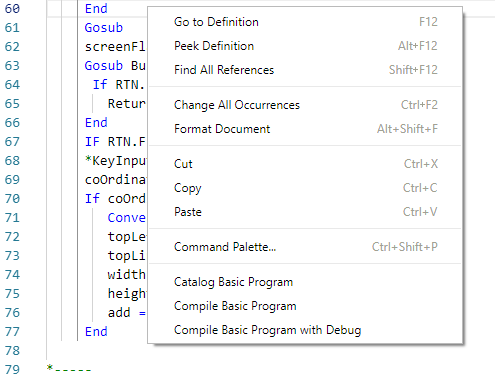 60 End
61 Gosub
62 screenFl
63 Gosub Bu
64 If RTN.
65 Retur
66 End
67 IF RTN.F
68 *KeyInpu
69 coOrdina
70 If coOrd
71 Conve
72 topLe
73 topLi
74 width
75 heigh
76 add =
77 End
78
79 *-----
Go to Definition F12
Peek Definition Alt+F12
Find All References Shift+F12
Change All Occurrences Ctrl+F2
Format Document Alt+Shift+F
Cut Ctrl+X
Copy Ctrl+C
Paste Ctrl+V
Command Palette... Ctrl+Shift+P
Catalog Basic Program
Compile Basic Program
Compile Basic Program with Debug